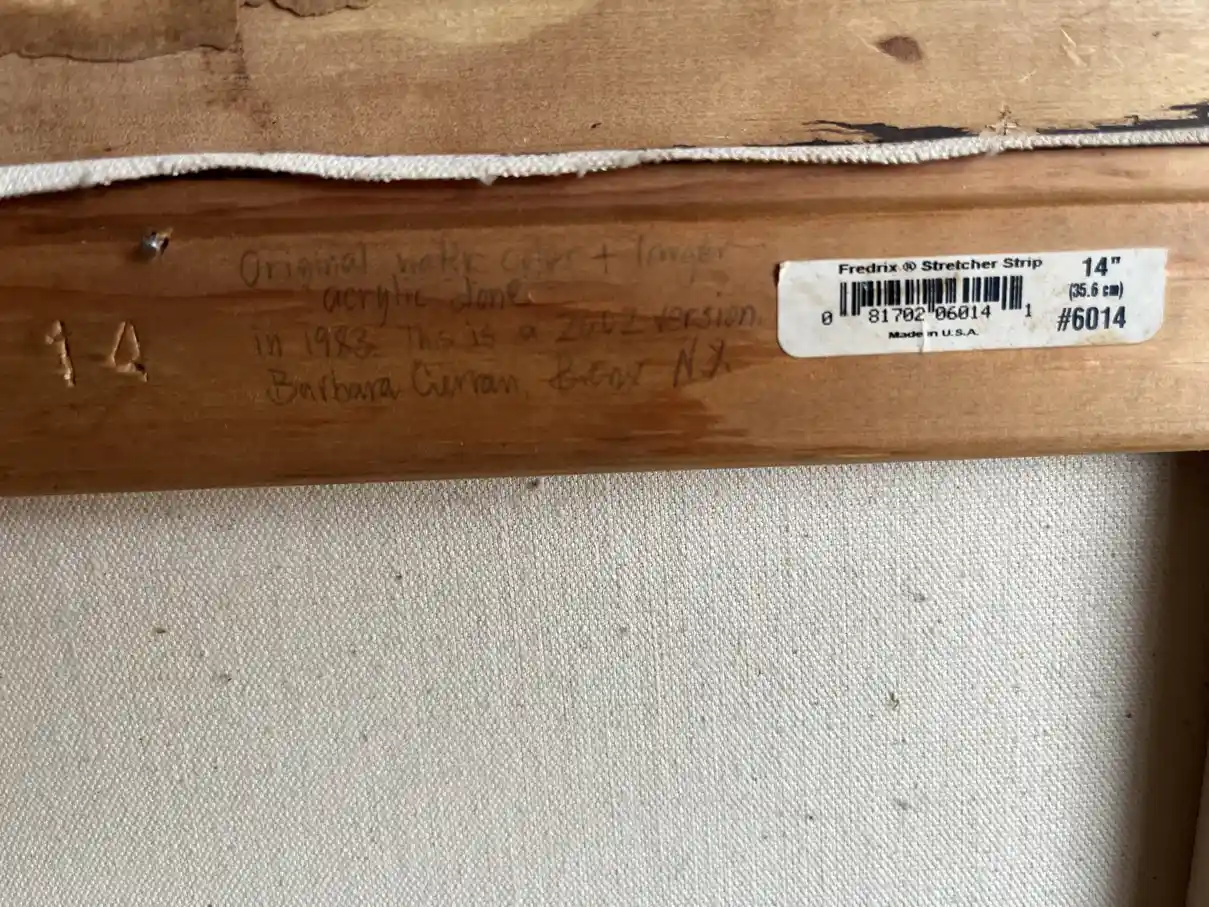 Original water color + larger
acrylic done
in 1983. This is a 2002 version.
Barbara Curran, N.Y.
14
Fredrix ® Stretcher Strip
14"
(35.6 cm)
#6014
0 81702 06014 1
Made in U.S.A.